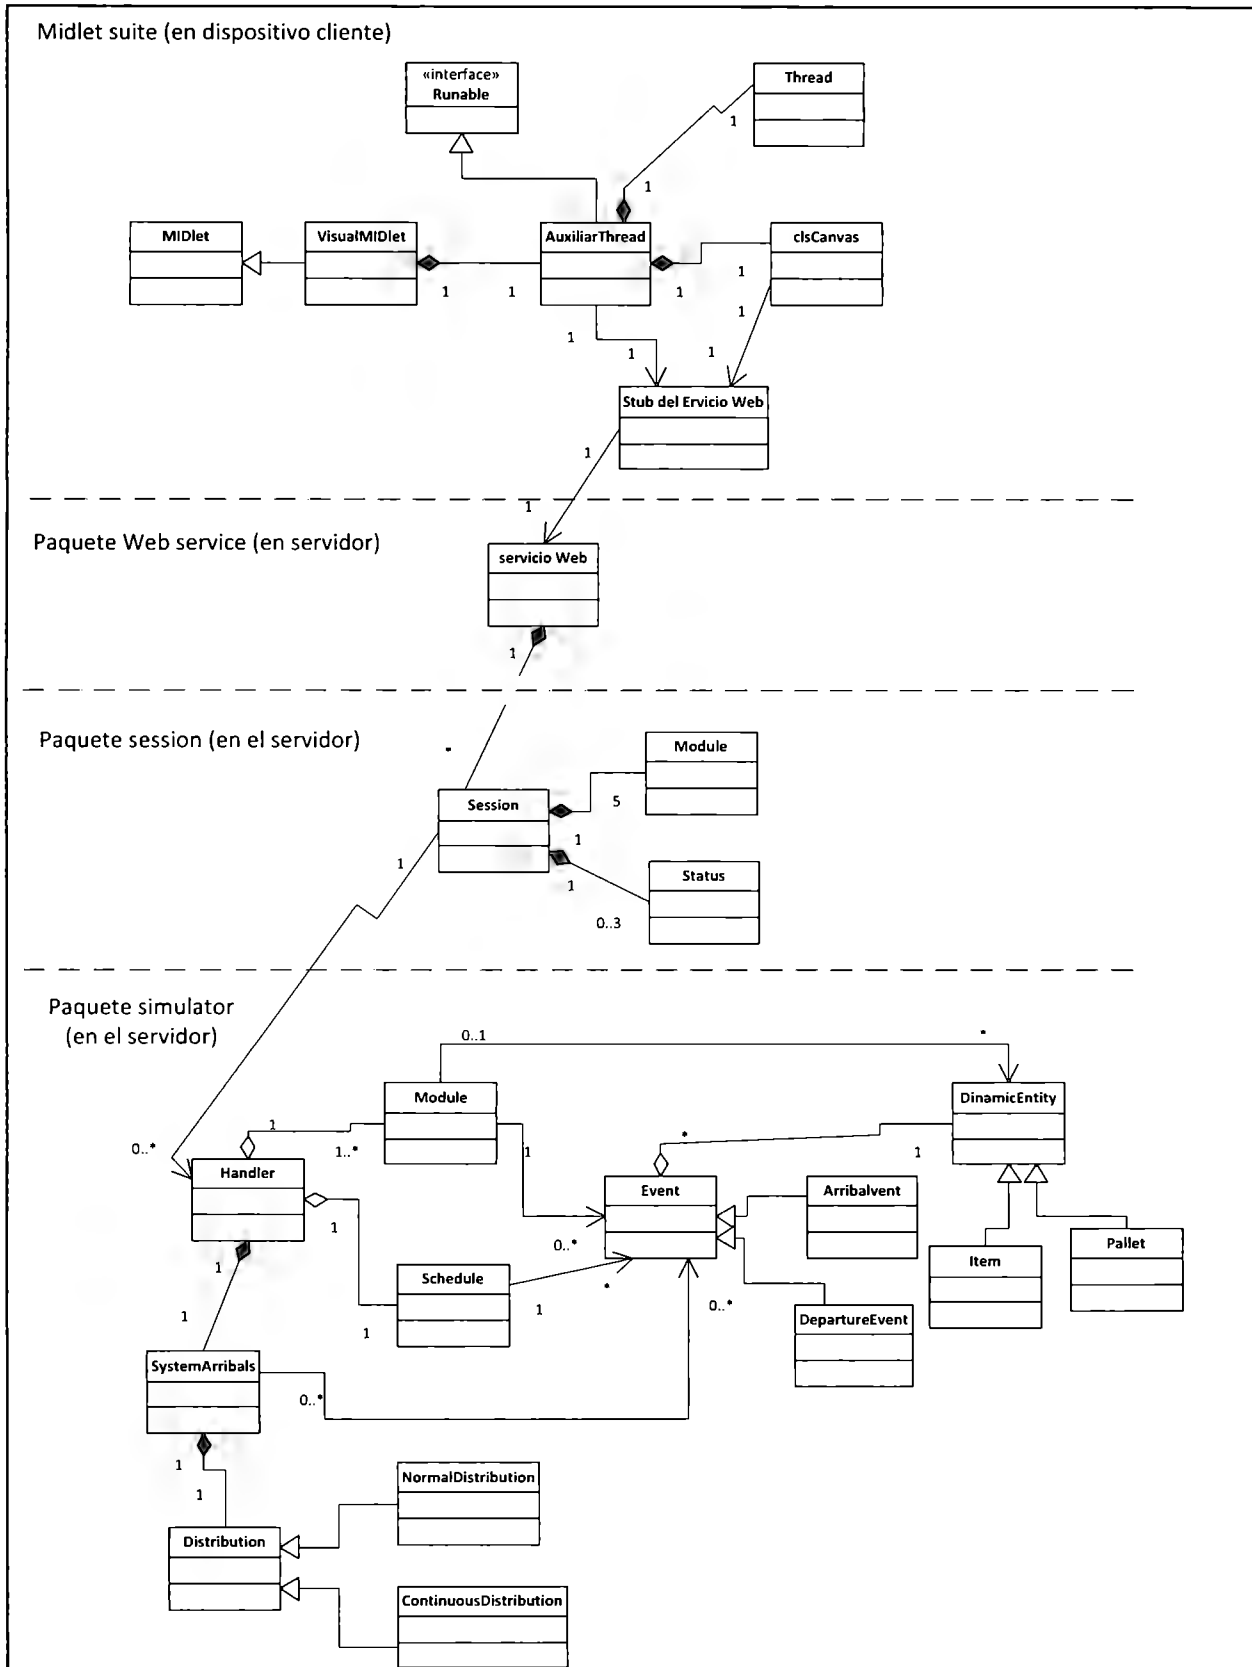 Midlet suite (en dispositivo cliente)
«interface»
Runable
Thread
1
1
MIDlet
VisualMIDlet
AuxiliarThread
clsCanvas
1
1
1
1
1
1
1
1
Stub del Ervicio Web
1
1
Paquete Web service (en servidor)
servicio Web
1
Paquete session (en el servidor)
*
Module
Session
5
1
1
Status
1
0..3
Paquete simulator
(en el servidor)
0..1
*
Module
DinamicEntity
1
*
1
0..*
1..*
1
Handler
Event
Arribalvent
1
0..*
Pallet
Item
1
Schedule
*
1
0..*
1
1
DepartureEvent
SystemArribals
0..*
1
NormalDistribution
1
Distribution
ContinuousDistribution